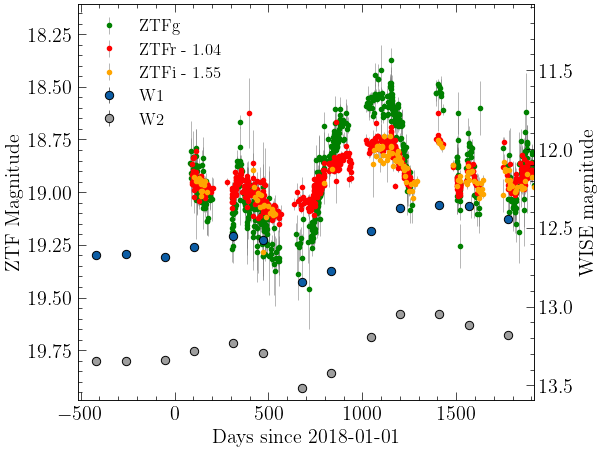 ZTFg
ZTFr - 1.04
ZTFi - 1.55
W1
W2
18.25
18.50
18.75
19.00
19.25
19.50
19.75
ZTF Magnitude
11.5
12.0
12.5
13.0
13.5
WISE magnitude
−500
0
500
1000
1500
Days since 2018-01-01